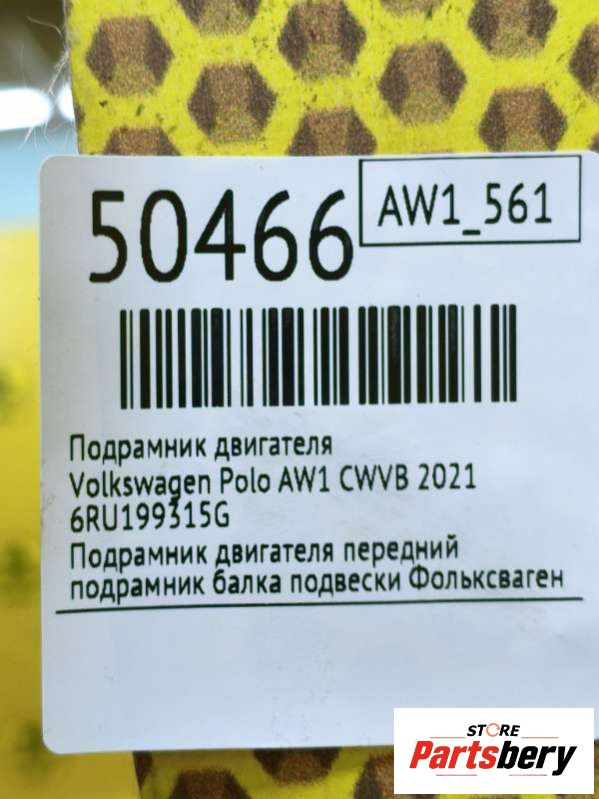 50466
AW1_561
Подрамник двигателя
Volkswagen Polo AW1 CWVB 2021
6RU199315G
Подрамник двигателя передний
подрамник балка подвески Фольксваген
STORE
Partsbery